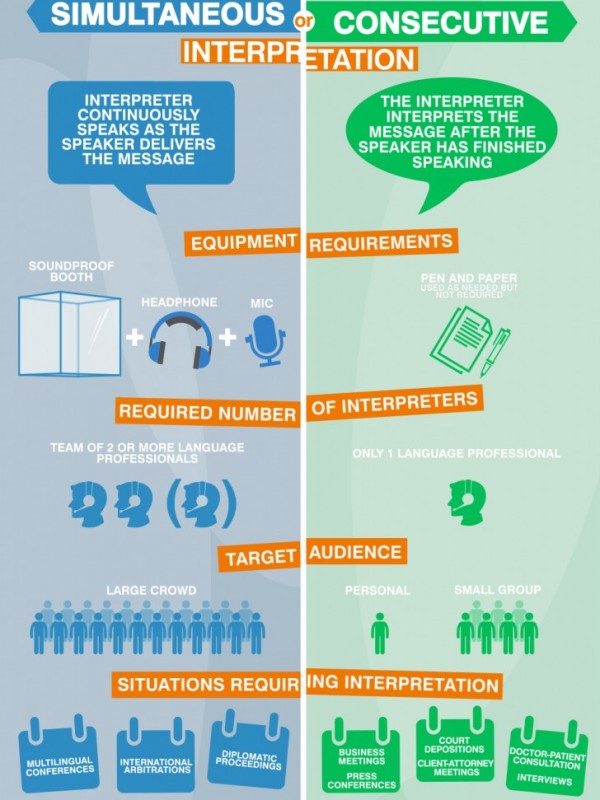 SIMULTANEOUS or CONSECUTIVE
INTERPRETATION
INTERPRETER
CONTINUOUSLY
SPEAKS AS THE
SPEAKER DELIVERS
THE MESSAGE
THE INTERPRETER
INTERPRETS THE
MESSAGE AFTER THE
SPEAKER HAS FINISHED
SPEAKING
EQUIPMENT REQUIREMENTS
SOUNDPROOF
BOOTH
HEADPHONE
MIC
PEN AND PAPER
USED AS NEEDED BUT
NOT REQUIRED
REQUIRED NUMBER OF INTERPRETERS
TEAM OF 2 OR MORE LANGUAGE
PROFESSIONALS
ONLY 1 LANGUAGE PROFESSIONAL
TARGET AUDIENCE
LARGE CROWD
PERSONAL
SMALL GROUP
SITUATIONS REQUIRING INTERPRETATION
MULTILINGUAL
CONFERENCES
INTERNATIONAL
ARBITRATIONS
DIPLOMATIC
PROCEEDINGS
BUSINESS
MEETINGS
PRESS
CONFERENCES
COURT
DEPOSITIONS
CLIENT-ATTORNEY
MEETINGS
DOCTOR-PATIENT
CONSULTATION
INTERVIEWS